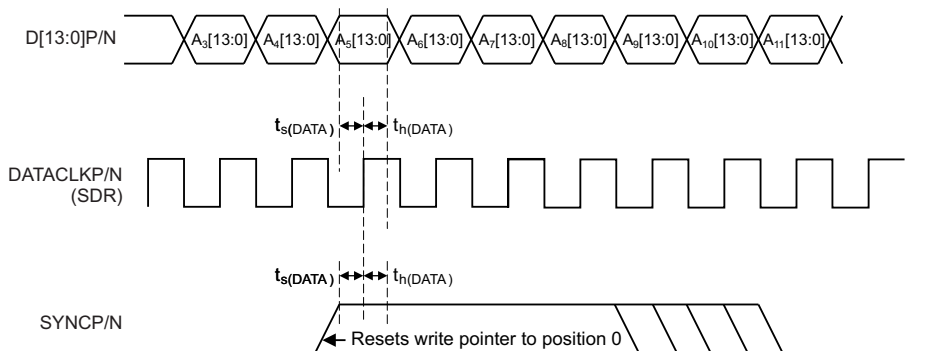 D[13:0]P/N
A₃[13:0] A₄[13:0] A₅[13:0] A₆[13:0] A₇[13:0] A₈[13:0] A₉[13:0] A₁₀[13:0] A₁₁[13:0]
ts(DATA) th(DATA)
DATACLKP/N
(SDR)
ts(DATA) th(DATA)
SYNCP/N
Resets write pointer to position 0